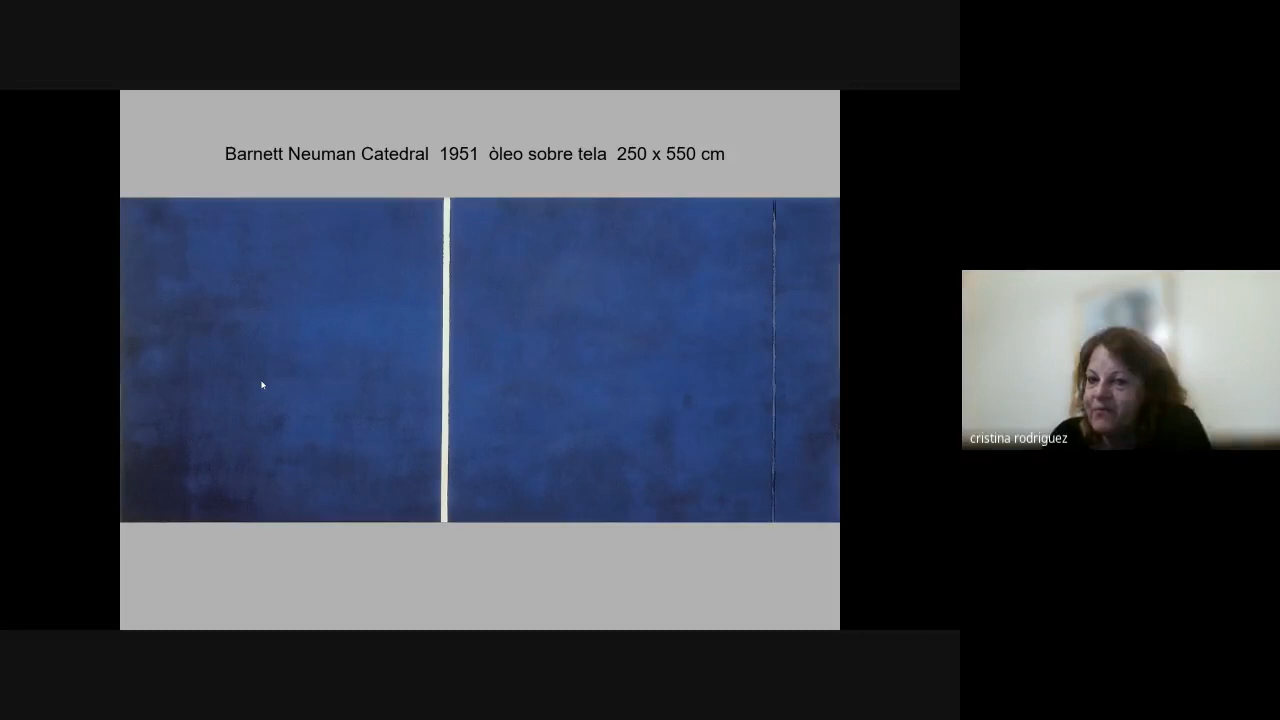 Barnett Neuman Catedral 1951 òleo sobre tela 250 x 550 cm
cristina rodriguez